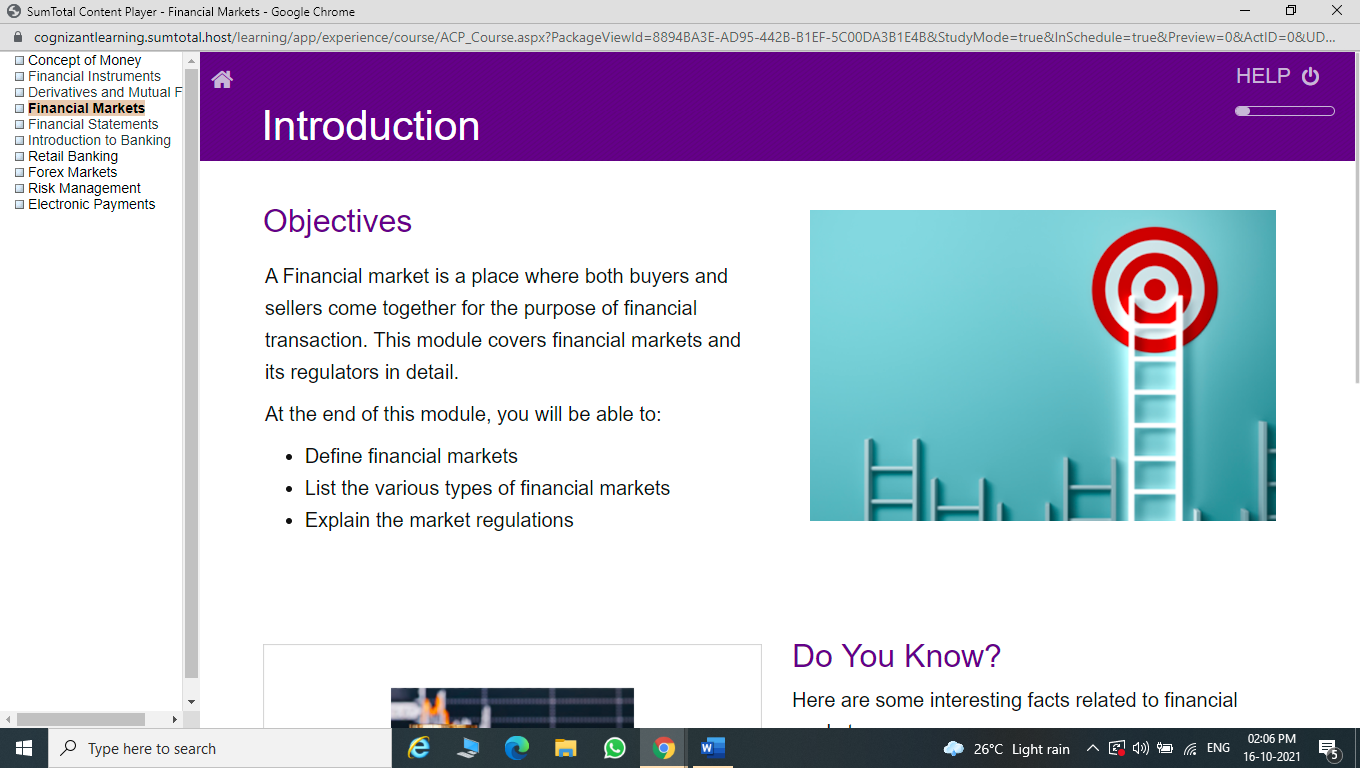 SumTotal Content Player - Financial Markets - Google Chrome
cognizantlearning.sumtotal.host/learning/app/experience/course/ACP_Course.aspx?PackageViewId=8894BA3E-AD95-442B-B1EF-5C00DA3B1E4B&StudyMode=true&InSchedule=true&Preview=0&ActID=0&UD...
Concept of Money
Financial Instruments
Derivatives and Mutual F
Financial Markets
Financial Statements
Introduction to Banking
Retail Banking
Forex Markets
Risk Management
Electronic Payments
HELP
Introduction
Objectives
A Financial market is a place where both buyers and
sellers come together for the purpose of financial
transaction. This module covers financial markets and
its regulators in detail.
At the end of this module, you will be able to:
• Define financial markets
• List the various types of financial markets
• Explain the market regulations
Do You Know?
Here are some interesting facts related to financial
Type here to search
26°C Light rain
ENG
02:06 PM
16-10-2021
5